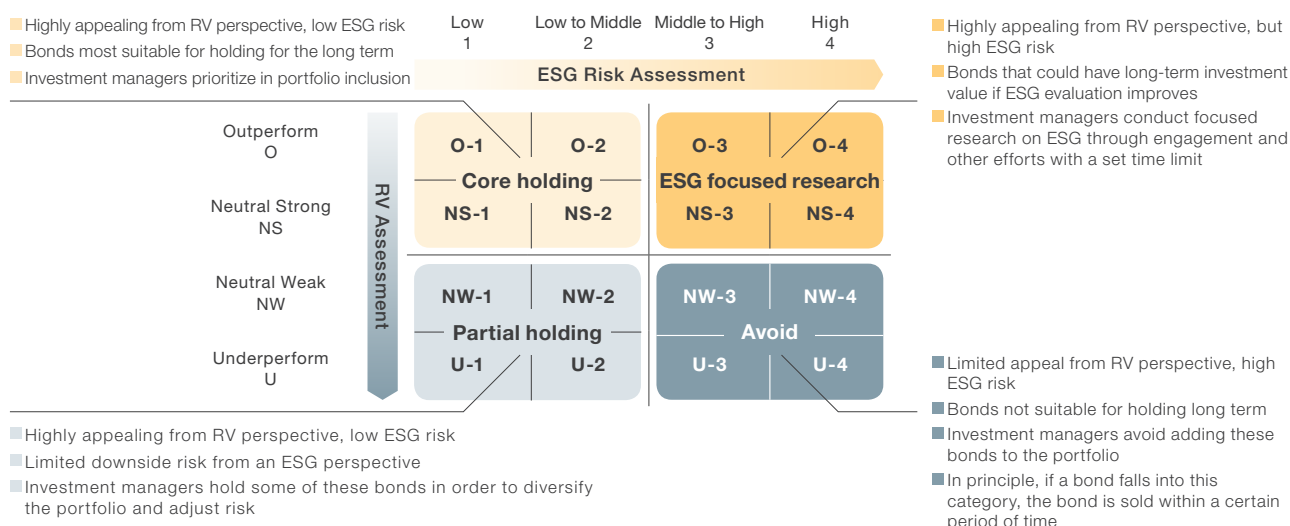 Highly appealing from RV perspective, low ESG risk
Bonds most suitable for holding for the long term
Investment managers prioritize in portfolio inclusion
Low
1
Low to Middle
2
Middle to High
3
High
4
ESG Risk Assessment
Highly appealing from RV perspective, but
high ESG risk
Bonds that could have long-term investment
value if ESG evaluation improves
Investment managers conduct focused
research on ESG through engagement and
other efforts with a set time limit
RV Assessment
Outperform
O
O-1
O-2
O-3
O-4
Core holding
ESG focused research
Neutral Strong
NS
NS-1
NS-2
NS-3
NS-4
Neutral Weak
NW
NW-1
NW-2
NW-3
NW-4
Partial holding
Avoid
Underperform
U
U-1
U-2
U-3
U-4
Highly appealing from RV perspective, low ESG risk
Limited downside risk from an ESG perspective
Investment managers hold some of these bonds in order to diversify
the portfolio and adjust risk
Limited appeal from RV perspective, high
ESG risk
Bonds not suitable for holding long term
Investment managers avoid adding these
bonds to the portfolio
In principle, if a bond falls into this
category, the bond is sold within a certain
period of time